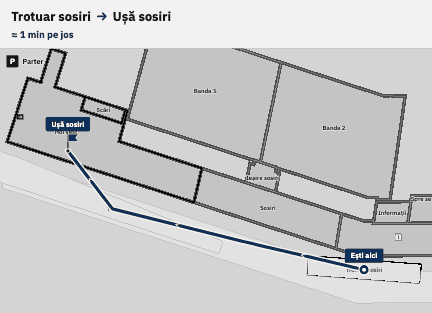 Trotuar sosiri → Ușă sosiri
≈ 1 min pe jos
P Parter
Banda 1
Scări
Ușă sosiri
Banda 2
Sosiri
Informații
Ești aici